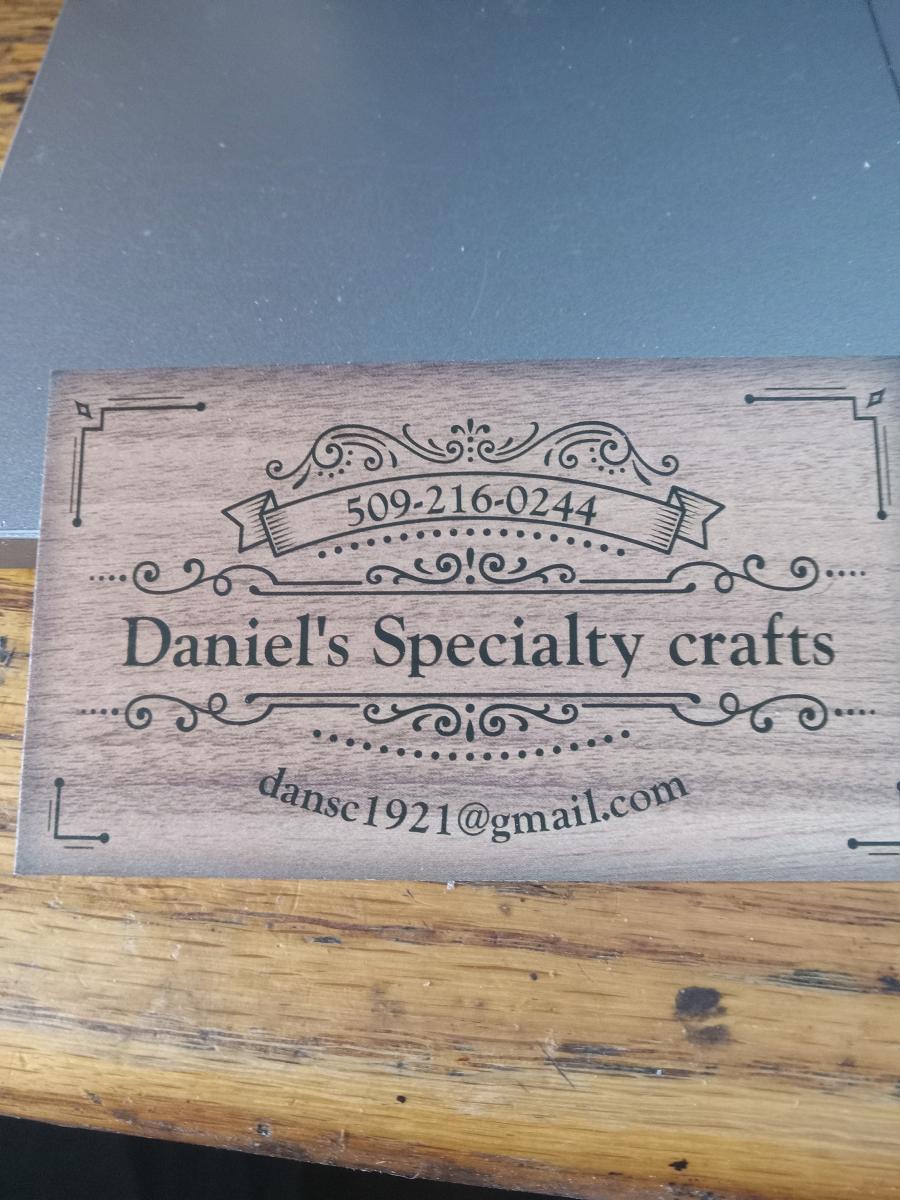 509-216-0244
Daniel's Specialty crafts
dansc1921@gmail.com